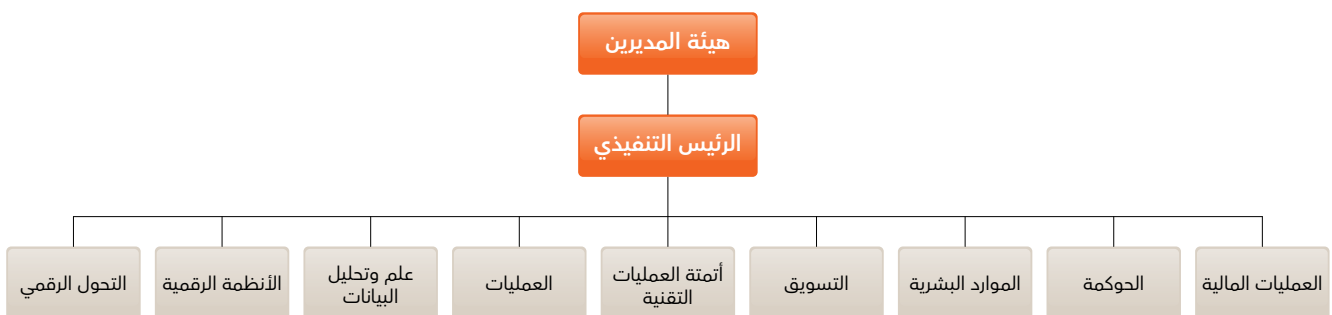 هيئة المديرين
الرئيس التنفيذي
العمليات المالية
الحوكمة
الموارد البشرية
التسويق
أتمتة العمليات
التقنية
العمليات
علم وتحليل
البيانات
الأنظمة الرقمية
التحول الرقمي